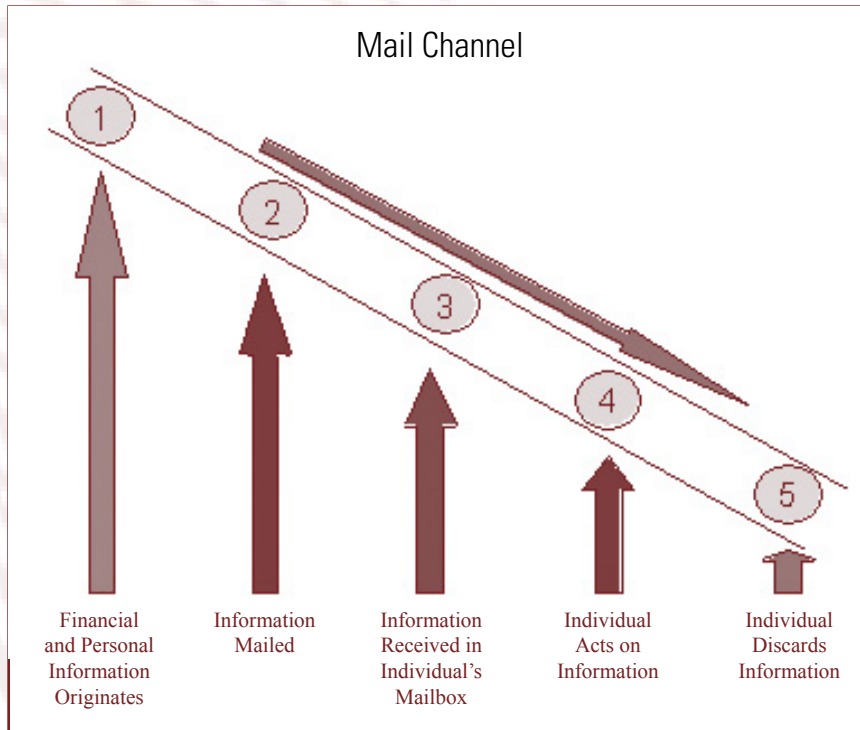 Mail Channel
1
2
3
4
5
Financial
and Personal
Information
Originates
Information
Mailed
Information
Received in
Individual’s
Mailbox
Individual
Acts on
Information
Individual
Discards
Information